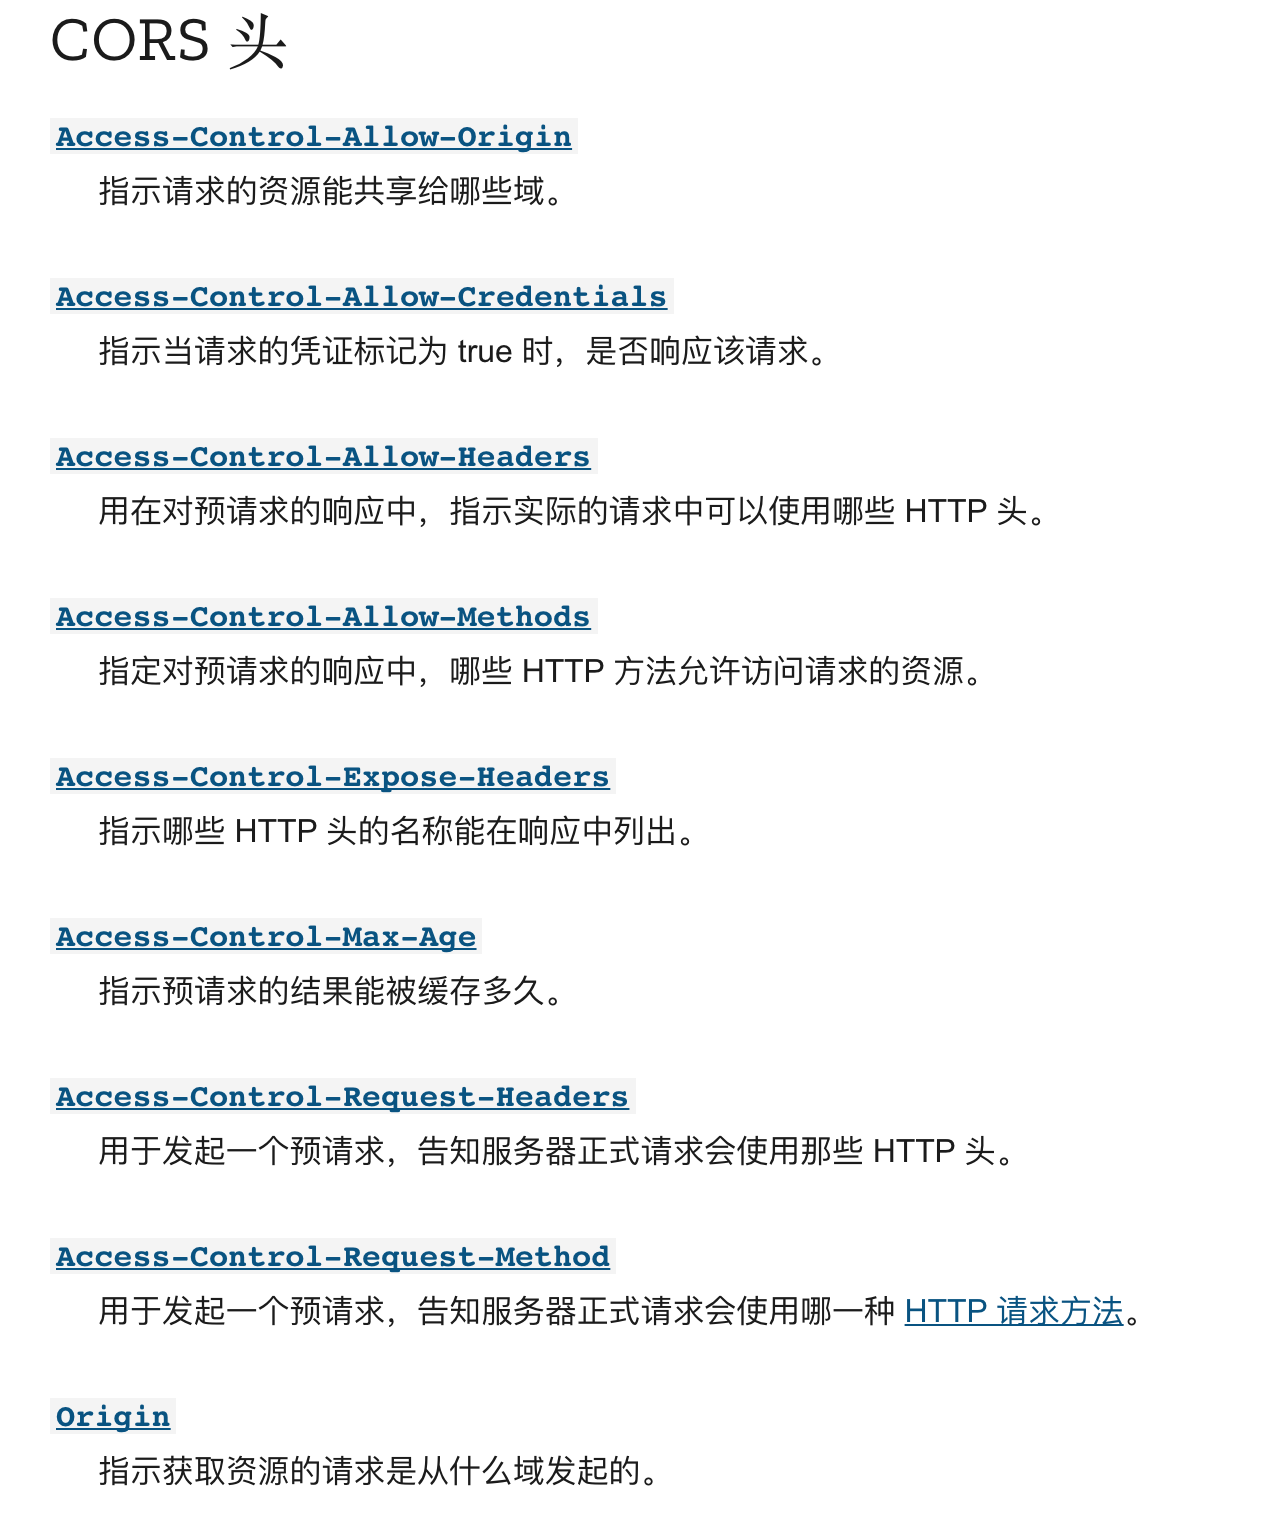 CORS 头
Access-Control-Allow-Origin
指示请求的资源能共享给哪些域。
Access-Control-Allow-Credentials
指示当请求的凭证标记为 true 时，是否响应该请求。
Access-Control-Allow-Headers
用在对预请求的响应中，指示实际的请求中可以使用哪些 HTTP 头。
Access-Control-Allow-Methods
指定对预请求的响应中，哪些 HTTP 方法允许访问请求的资源。
Access-Control-Expose-Headers
指示哪些 HTTP 头的名称能在响应中列出。
Access-Control-Max-Age
指示预请求的结果能被缓存多久。
Access-Control-Request-Headers
用于发起一个预请求，告知服务器正式请求会使用那些 HTTP 头。
Access-Control-Request-Method
用于发起一个预请求，告知服务器正式请求会使用哪一种 HTTP 请求方法。
Origin
指示获取资源的请求是从什么域发起的。